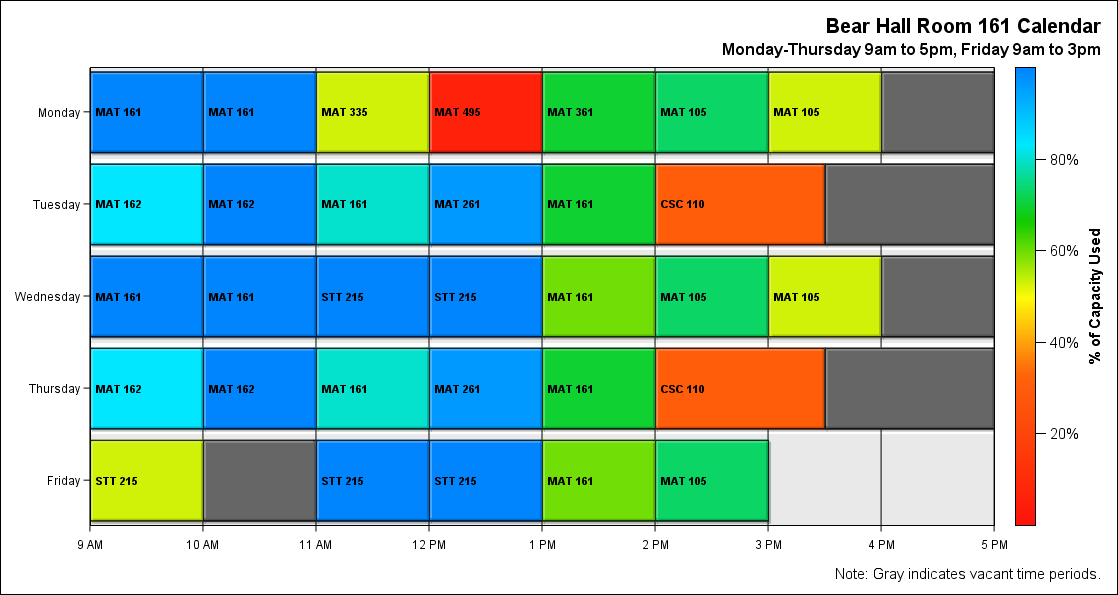 Bear Hall Room 161 Calendar
Monday-Thursday 9am to 5pm, Friday 9am to 3pm
Monday MAT 161 MAT 161 MAT 335 MAT 495 MAT 361 MAT 105 MAT 105
Tuesday MAT 162 MAT 162 MAT 161 MAT 261 MAT 161 CSC 110
Wednesday MAT 161 MAT 161 STT 215 STT 215 MAT 161 MAT 105 MAT 105
Thursday MAT 162 MAT 162 MAT 161 MAT 261 MAT 161 CSC 110
Friday STT 215 STT 215 STT 215 MAT 161 MAT 105
9 AM 10 AM 11 AM 12 PM 1 PM 2 PM 3 PM 4 PM 5 PM
80%
60%
40%
20%
% of Capacity Used
Note: Gray indicates vacant time periods.